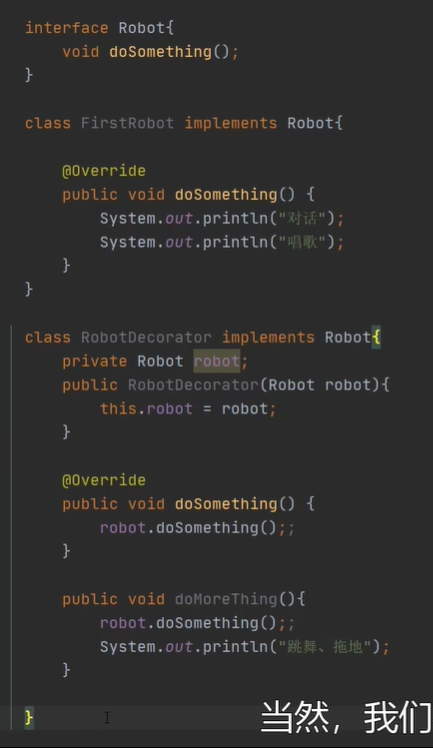 interface Robot{
void doSomething();
}
class FirstRobot implements Robot{
@Override
public void doSomething() {
System.out.println("对话");
System.out.println("唱歌");
}
}
class RobotDecorator implements Robot{
private Robot robot;
public RobotDecorator(Robot robot){
this.robot = robot;
}
@Override
public void doSomething() {
robot.doSomething();;
}
public void doMoreThing(){
robot.doSomething();;
System.out.println("跳舞、拖地");
}
}
当然，我们